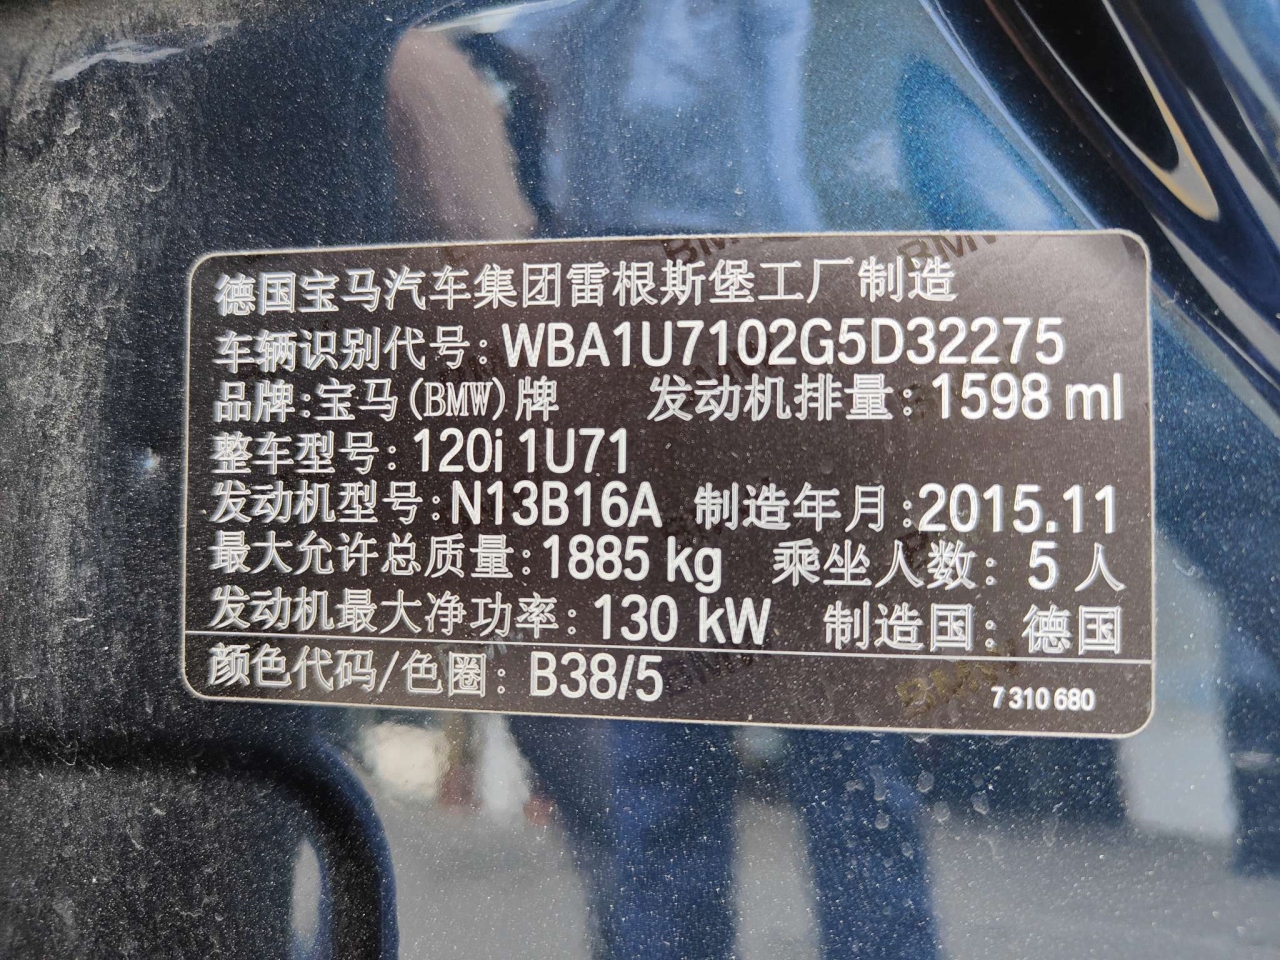 德国宝马汽车集团雷根斯堡工厂制造
车辆识别代号: WBA1U7102G5D32275
品牌:宝马(BMW)牌 发动机排量: 1598 ml
整车型号: 120i 1U71
发动机型号: N13B16A 制造年月:2015.11
最大允许总质量: 1885 kg 乘坐人数: 5 人
发动机最大净功率: 130 kW 制造国: 德国
颜色代码/色圈: B38/5
7 310 680